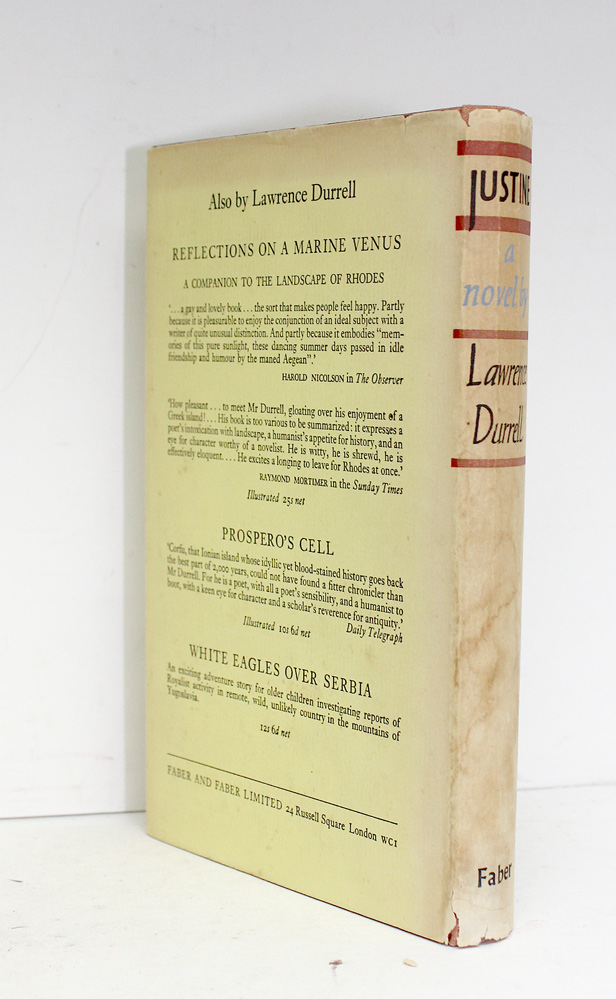 Also by Lawrence Durrell
REFLECTIONS ON A MARINE VENUS
A COMPANION TO THE LANDSCAPE OF RHODES
‘. . . a gay and lovely book . . . the sort that makes people feel happy. Partly
because it is pleasurable to enjoy the conjunction of an ideal subject with a
writer of quite unusual distinction. And partly because it embodies “mem-
ories of this pure sunlight, these dancing summer days passed in idle
friendship and humour by the maned Aegean”.’
HAROLD NICOLSON in The Observer
‘How pleasant . . . to meet Mr Durrell, gloating over his enjoyment of a
Greek island! . . . His book is too various to be summarized: it expresses a
poet's intoxication with landscape, a humanist's appetite for history, and an
eye for character worthy of a novelist. He is witty, he is shrewd, he is
effectively eloquent. . . . He excites a longing to leave for Rhodes at once.’
RAYMOND MORTIMER in the Sunday Times
Illustrated 25s net
PROSPERO'S CELL
‘Corfu, that Ionian island whose idyllic yet blood-stained history goes back
the best part of 2,000 years, could not have found a fitter chronicler than
Mr Durrell. For he is a poet, with all a poet's sensibility, and a humanist to
boot, with a keen eye for character and a scholar's reverence for antiquity.’
Daily Telegraph
Illustrated 10s 6d net
WHITE EAGLES OVER SERBIA
An exciting adventure story for older children investigating reports of
Royalist activity in remote, wild, unlikely country in the mountains of
Yugoslavia.
12s 6d net
FABER AND FABER LIMITED 24 Russell Square London WC1
JUSTINE
a
novel by
Lawrence
Durrell
Faber